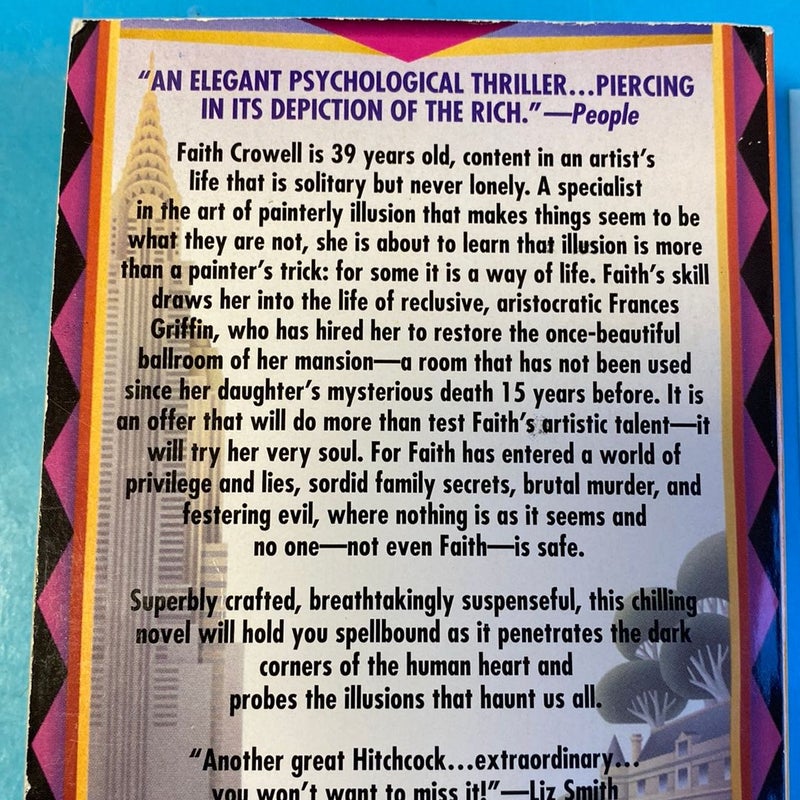 “AN ELEGANT PSYCHOLOGICAL THRILLER...PIERCING
IN ITS DEPICTION OF THE RICH.”—People
Faith Crowell is 39 years old, content in an artist’s
life that is solitary but never lonely. A specialist
in the art of painterly illusion that makes things seem to be
what they are not, she is about to learn that illusion is more
than a painter’s trick: for some it is a way of life. Faith’s skill
draws her into the life of reclusive, aristocratic Frances
Griffin, who has hired her to restore the once-beautiful
ballroom of her mansion—a room that has not been used
since her daughter’s mysterious death 15 years before. It is
an offer that will do more than test Faith’s artistic talent—it
will try her very soul. For Faith has entered a world of
privilege and lies, sordid family secrets, brutal murder, and
festering evil, where nothing is as it seems and
no one—not even Faith—is safe.
Superbly crafted, breathtakingly suspenseful, this chilling
novel will hold you spellbound as it penetrates the dark
corners of the human heart and
probes the illusions that haunt us all.
“Another great Hitchcock...extraordinary...
you won’t want to miss it!”—Liz Smith